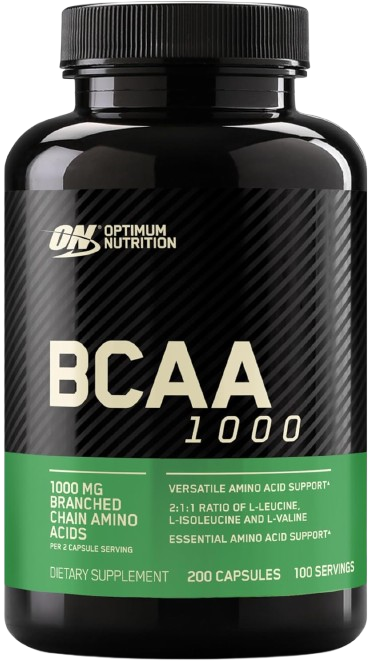 ON® OPTIMUM
NUTRITION
BCAA
1000
1000 MG
BRANCHED
CHAIN AMINO
ACIDS
PER 2 CAPSULE SERVING
VERSATILE AMINO ACID SUPPORT*
2:1:1 RATIO OF L-LEUCINE,
L-ISOLEUCINE AND L-VALINE
ESSENTIAL AMINO ACID SUPPORT*
DIETARY SUPPLEMENT 200 CAPSULES 100 SERVINGS